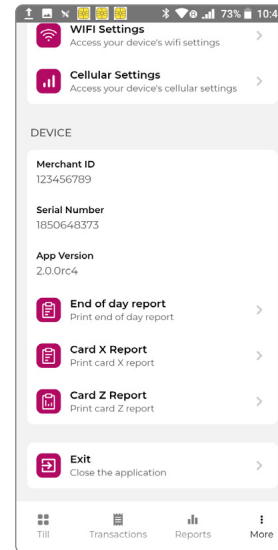 73% 10:4
WIFI Settings
Access your device's wifi settings
Cellular Settings
Access your device's cellular settings
DEVICE
Merchant ID
123456789
Serial Number
1850648373
App Version
2.0.0rc4
End of day report
Print end of day report
Card X Report
Print card X report
Card Z Report
Print card Z report
Exit
Close the application
Till Transactions Reports More